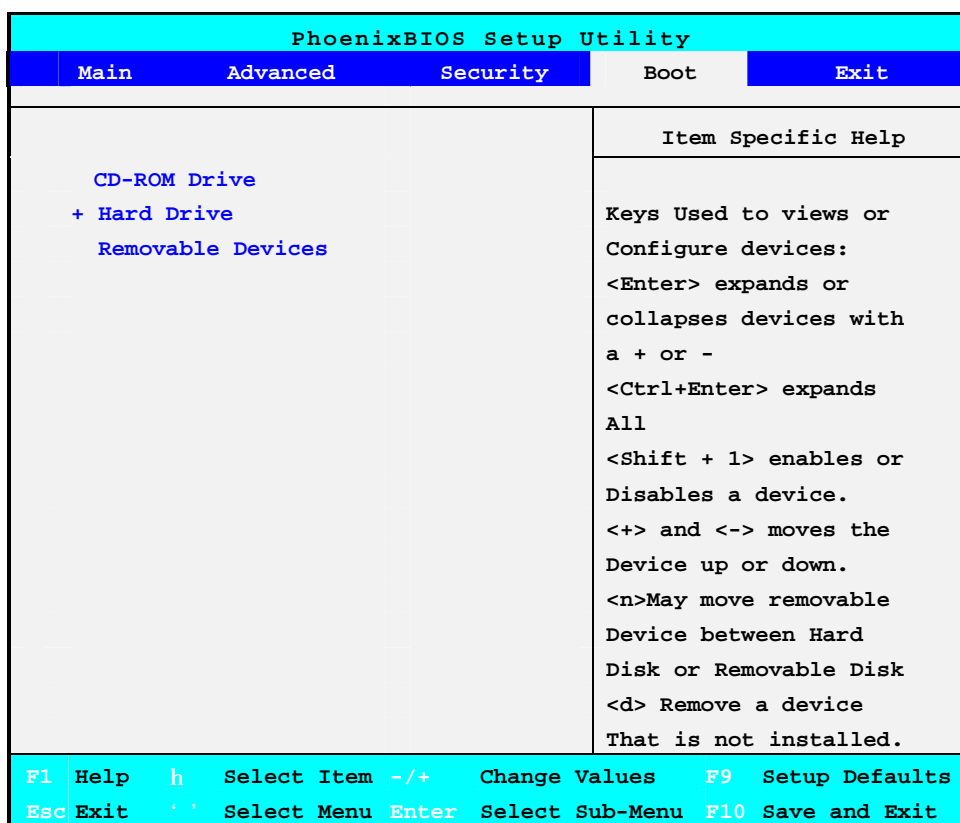 PhoenixBIOS Setup Utility
Main Advanced Security Boot Exit
Item Specific Help
CD-ROM Drive
+ Hard Drive
Removable Devices
Keys Used to views or
Configure devices:
<Enter> expands or
collapses devices with
a + or -
<Ctrl+Enter> expands
All
<Shift + 1> enables or
Disables a device.
<+> and <-> moves the
Device up or down.
<n>May move removable
Device between Hard
Disk or Removable Disk
<d> Remove a device
That is not installed.
F1 Help h Select Item -/+ Change Values F9 Setup Defaults
Esc Exit ‘ ’ Select Menu Enter Select Sub-Menu F10 Save and Exit